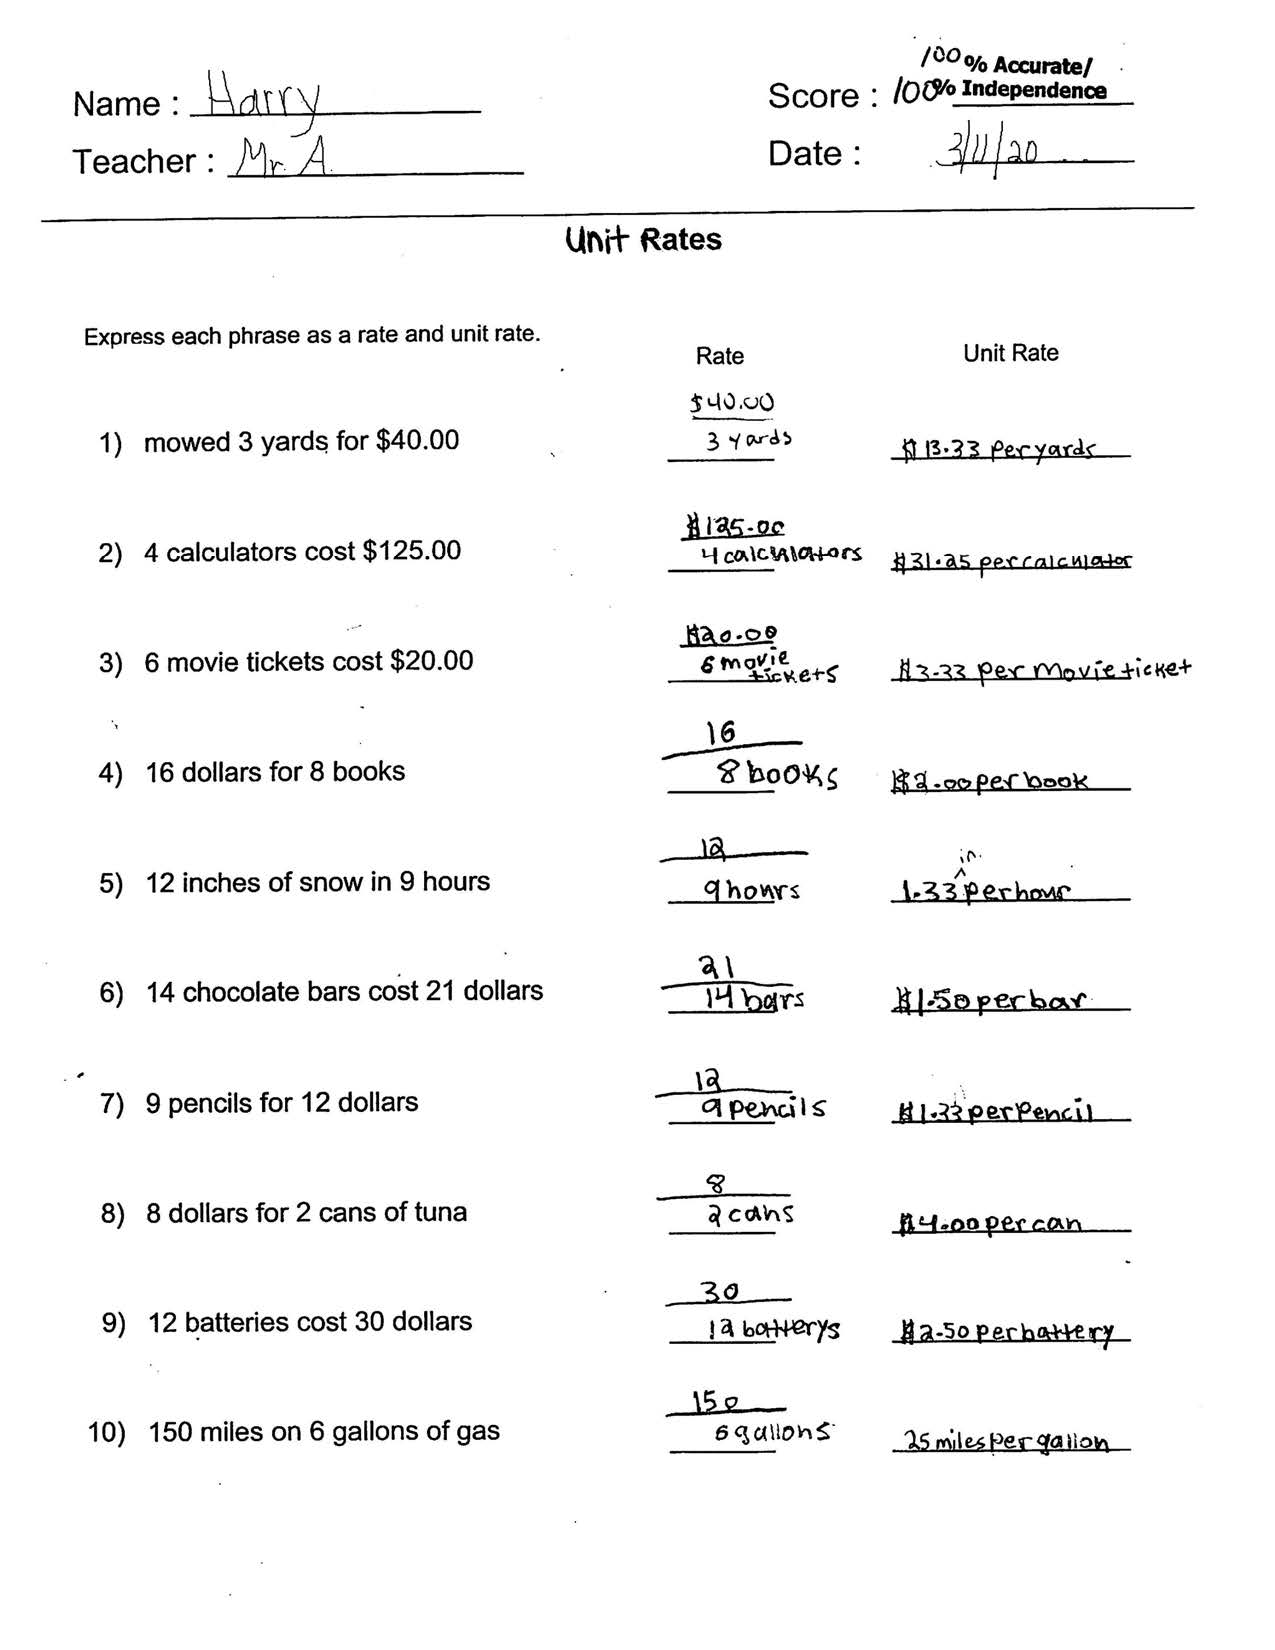 100% Accurate/
Name : Harry Score : 100% Independence
Teacher : Mr. A. Date : 3/11/20
Unit Rates
Express each phrase as a rate and unit rate.
Rate Unit Rate
$40.00
1) mowed 3 yards for $40.00 3 yards $13.33 per yards
$125.00
2) 4 calculators cost $125.00 4 calculators $31.25 per calculator
$20.00
3) 6 movie tickets cost $20.00 6 movie tickets $3.33 per movie ticket
16
4) 16 dollars for 8 books 8 books $2.00 per book
12
5) 12 inches of snow in 9 hours 9 hours 1.33 in. per hour
21
6) 14 chocolate bars cost 21 dollars 14 bars $1.50 per bar
12
7) 9 pencils for 12 dollars 9 pencils $1.33 per Pencil
8
8) 8 dollars for 2 cans of tuna 2 cans $4.00 per can
30
9) 12 batteries cost 30 dollars 12 batterys $2.50 per battery
150
10) 150 miles on 6 gallons of gas 6 gallons 25 miles per gallon